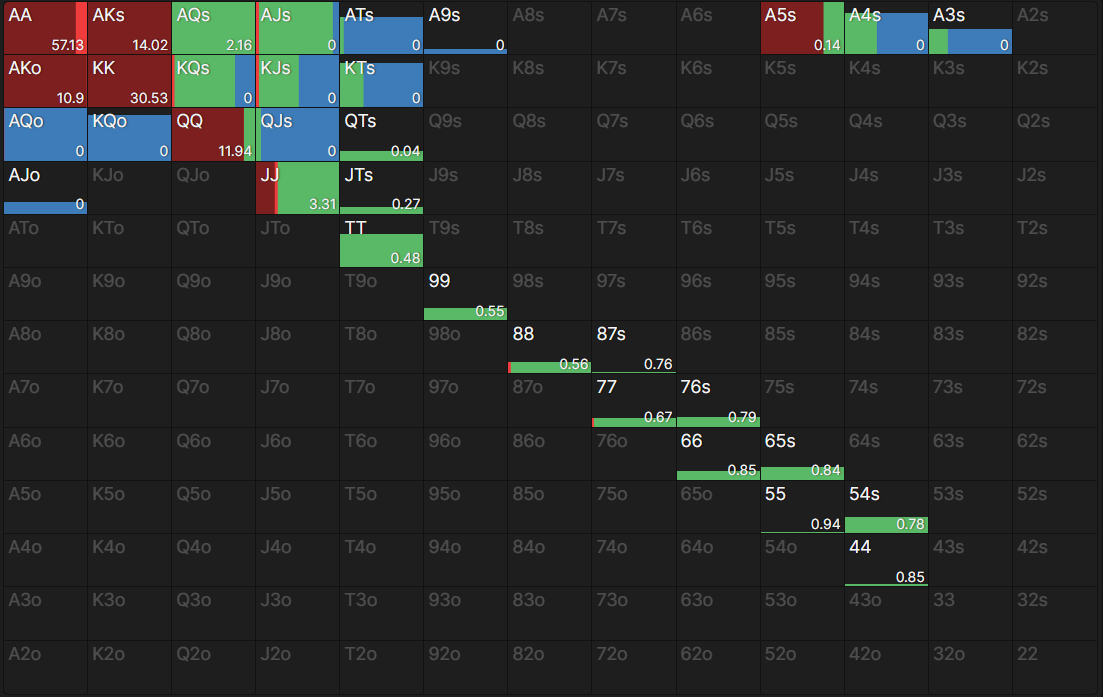 AA AKs AQs AJs ATs A9s A8s A7s A6s A5s A4s A3s A2s
57.13 14.02 2.16 0 0 0 0.14 0 0
AKo KK KQs KJs KTs K9s K8s K7s K6s K5s K4s K3s K2s
10.9 30.53 0 0 0
AQo KQo QQ QJs QTs Q9s Q8s Q7s Q6s Q5s Q4s Q3s Q2s
0 0 11.94 0 0.04
AJo KJo QJo JJ JTs J9s J8s J7s J6s J5s J4s J3s J2s
0 3.31 0.27
ATo KTo QTo JTo TT T9s T8s T7s T6s T5s T4s T3s T2s
0.48
A9o K9o Q9o J9o T9o 99 98s 97s 96s 95s 94s 93s 92s
0.55
A8o K8o Q8o J8o T8o 98o 88 87s 86s 85s 84s 83s 82s
0.56 0.76
A7o K7o Q7o J7o T7o 97o 87o 77 76s 75s 74s 73s 72s
0.67 0.79
A6o K6o Q6o J6o T6o 96o 86o 76o 66 65s 64s 63s 62s
0.85 0.84
A5o K5o Q5o J5o T5o 95o 85o 75o 65o 55 54s 53s 52s
0.94 0.78
A4o K4o Q4o J4o T4o 94o 84o 74o 64o 54o 44 43s 42s
0.85
A3o K3o Q3o J3o T3o 93o 83o 73o 63o 53o 43o 33 32s
A2o K2o Q2o J2o T2o 92o 82o 72o 62o 52o 42o 32o 22